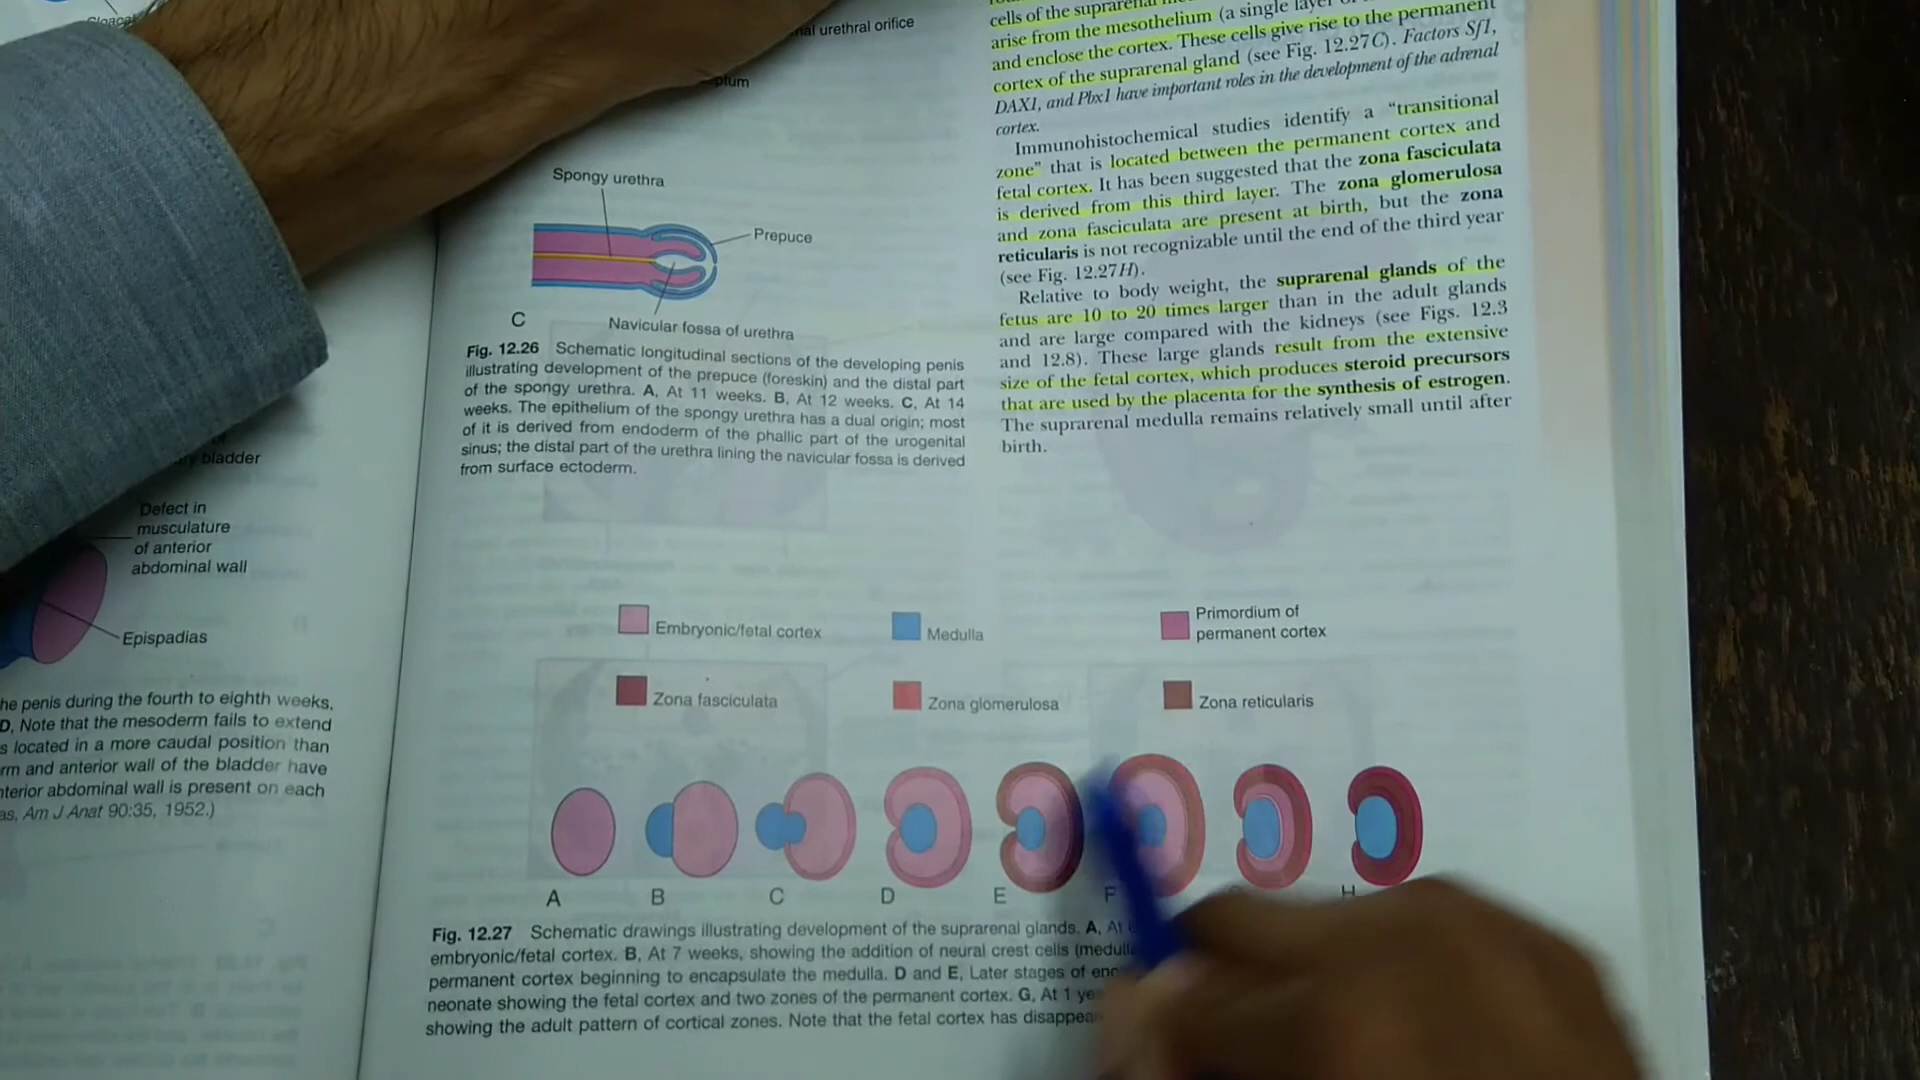 Cloaca
bladder
Defect in
musculature
of anterior
abdominal wall
Epispadias
he penis during the fourth to eighth weeks.
D, Note that the mesoderm fails to extend
s located in a more caudal position than
rm and anterior wall of the bladder have
terior abdominal wall is present on each
as, Am J Anat 90:35, 1952.)
urethral orifice
Spongy urethra
Prepuce
Navicular fossa of urethra
C
Fig. 12.26 Schematic longitudinal sections of the developing penis
illustrating development of the prepuce (foreskin) and the distal part
of the spongy urethra. A, At 11 weeks. B, At 12 weeks. C, At 14
weeks. The epithelium of the spongy urethra has a dual origin; most
of it is derived from endoderm of the phallic part of the urogenital
sinus; the distal part of the urethra lining the navicular fossa is derived
from surface ectoderm.
cells of the suprarenal
arise from the mesothelium (a single layer
and enclose the cortex. These cells give rise to the permanent
cortex of the suprarenal gland (see Fig. 12.27C). Factors Sf1,
DAX1, and Pbx1 have important roles in the development of the adrenal
cortex.
Immunohistochemical studies identify a “transitional
zone” that is located between the permanent cortex and
fetal cortex. It has been suggested that the zona fasciculata
is derived from this third layer. The zona glomerulosa
and zona fasciculata are present at birth, but the zona
reticularis is not recognizable until the end of the third year
(see Fig. 12.27H).
Relative to body weight, the suprarenal glands of the
fetus are 10 to 20 times larger than in the adult glands
and are large compared with the kidneys (see Figs. 12.3
and 12.8). These large glands result from the extensive
size of the fetal cortex, which produces steroid precursors
that are used by the placenta for the synthesis of estrogen.
The suprarenal medulla remains relatively small until after
birth.
Embryonic/fetal cortex
Medulla
Primordium of
permanent cortex
Zona fasciculata
Zona glomerulosa
Zona reticularis
A B C D E F H
Fig. 12.27 Schematic drawings illustrating development of the suprarenal glands. A, At
embryonic/fetal cortex. B, At 7 weeks, showing the addition of neural crest cells (medull
permanent cortex beginning to encapsulate the medulla. D and E, Later stages of enc
neonate showing the fetal cortex and two zones of the permanent cortex. G, At 1 ye
showing the adult pattern of cortical zones. Note that the fetal cortex has disappea